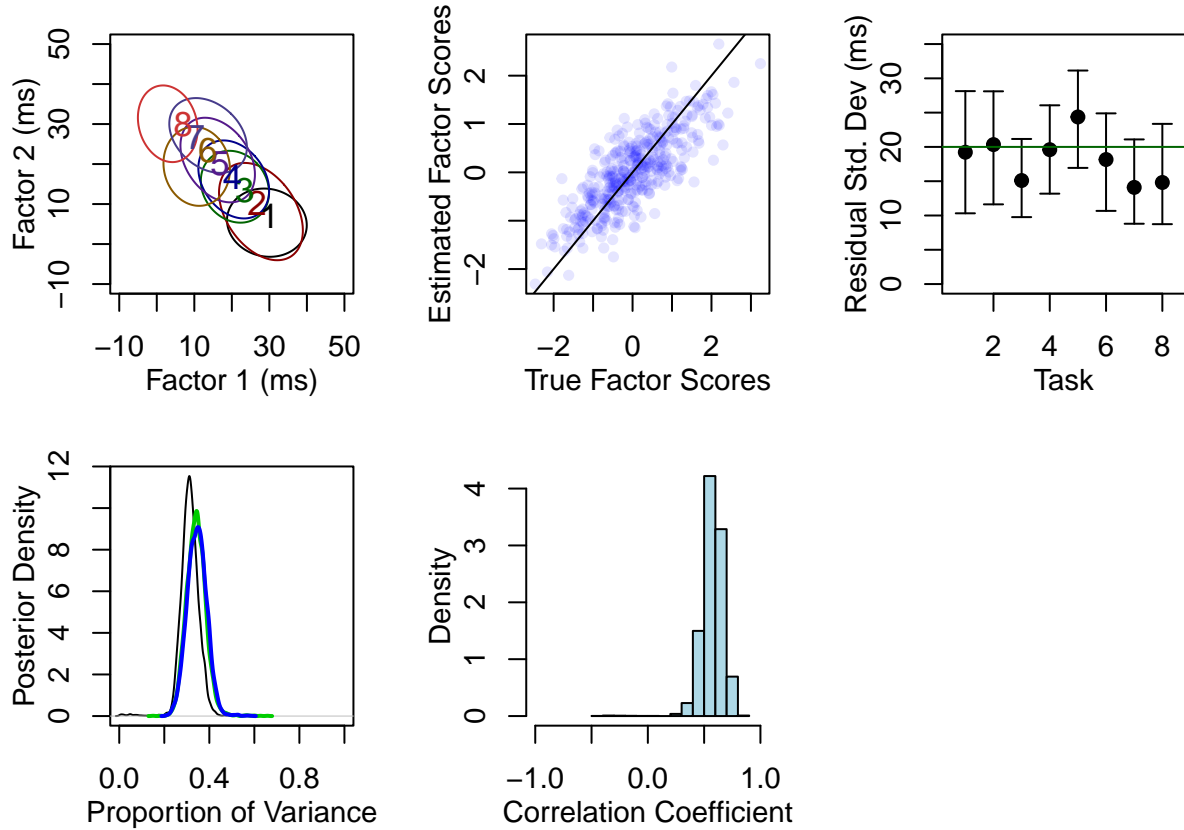 Factor 2 (ms)
50
30
10
−10
8
7
6
5
4
3
2
1
−10 10 30 50
Factor 1 (ms)
Estimated Factor Scores
2
0
−2
−2 0 2
True Factor Scores
Residual Std. Dev (ms)
30
20
10
0
2 4 6 8
Task
Posterior Density
12
8
6
4
2
0
0.0 0.4 0.8
Proportion of Variance
Density
4
3
2
1
0
−1.0 0.0 1.0
Correlation Coefficient